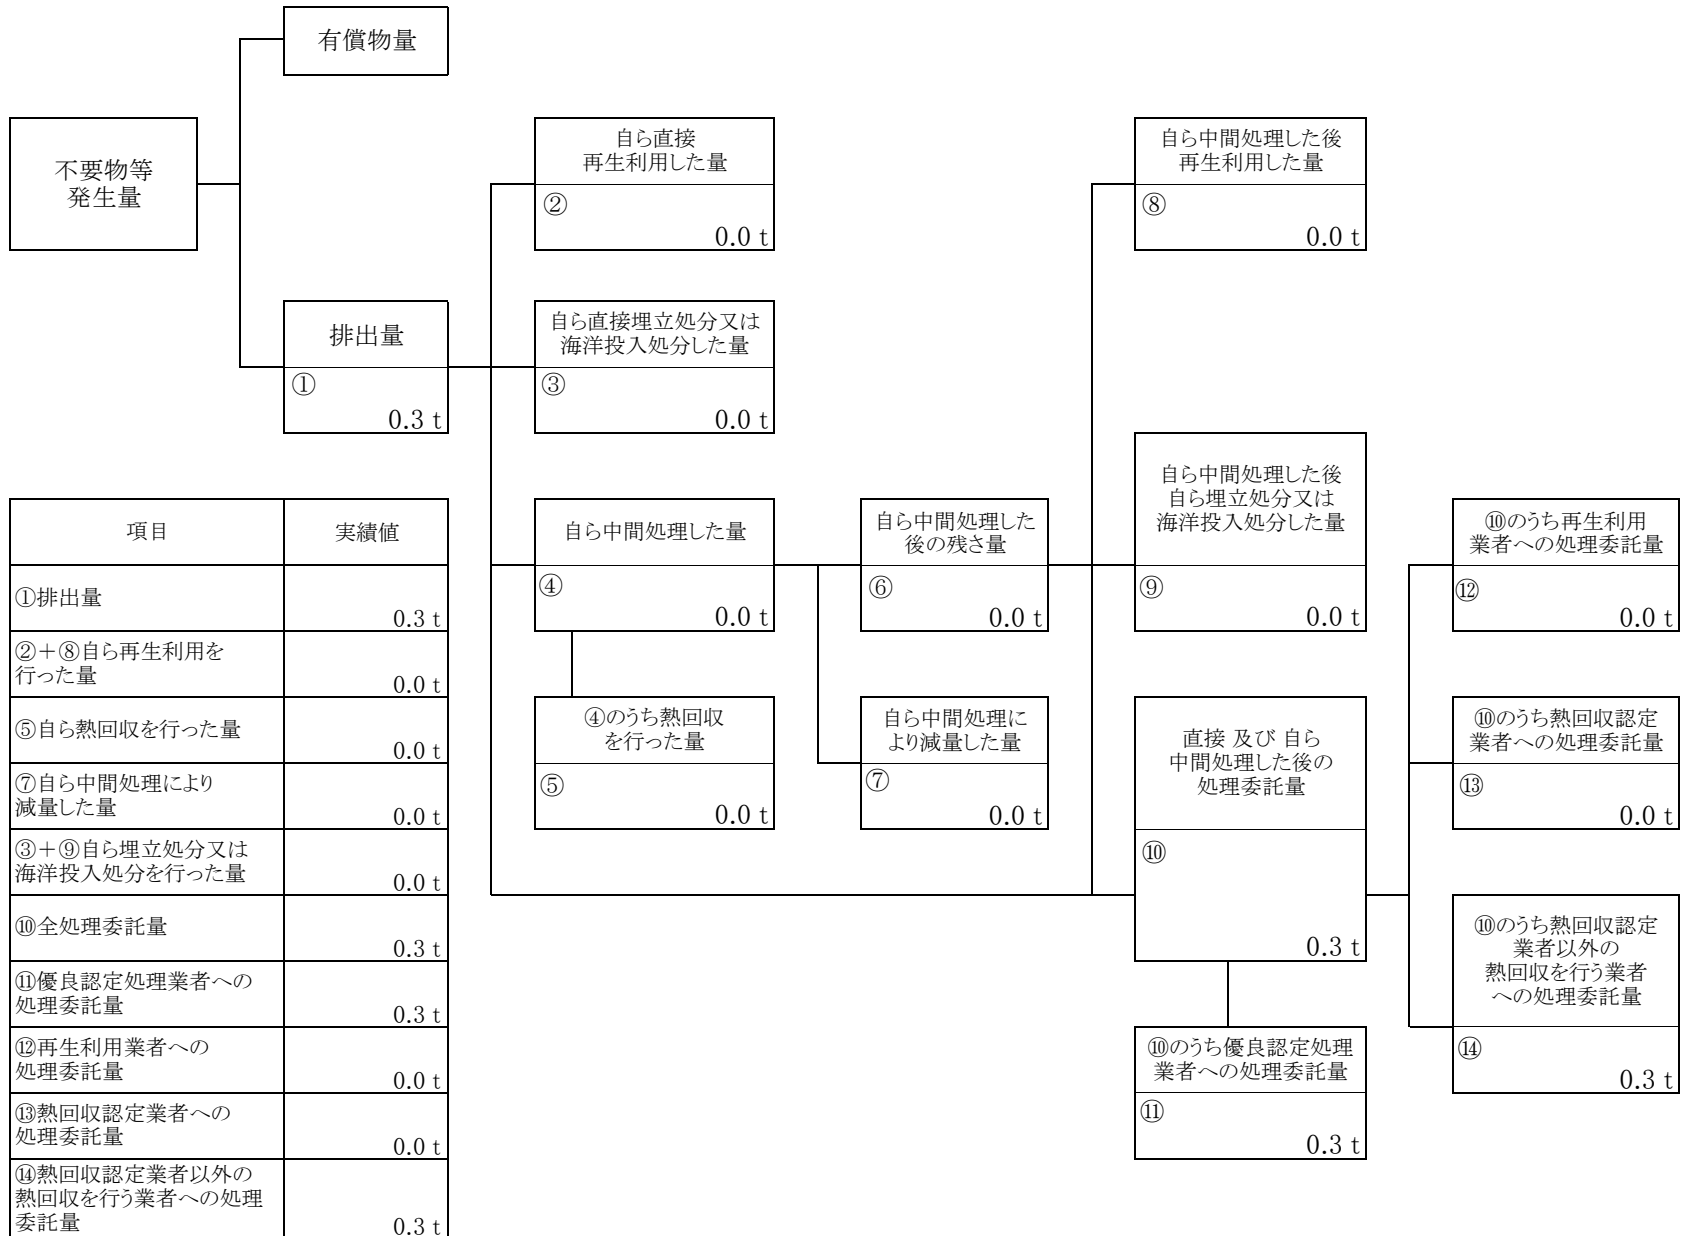 有償物量
不要物等
発生量
自ら直接
再生利用した量
②
0.0 t
自ら中間処理した後
再生利用した量
⑧
0.0 t
排出量
①
0.3 t
自ら直接埋立処分又は
海洋投入処分した量
③
0.0 t
自ら中間処理した量
④
0.0 t
自ら中間処理した
後の残さ量
⑥
0.0 t
自ら中間処理した後
自ら埋立処分又は
海洋投入処分した量
⑨
0.0 t
⑩のうち再生利用
業者への処理委託量
⑫
0.0 t
④のうち熱回収
を行った量
⑤
0.0 t
自ら中間処理に
より減量した量
⑦
0.0 t
直接 及び 自ら
中間処理した後の
処理委託量
⑩
0.3 t
⑩のうち熱回収認定
業者への処理委託量
⑬
0.0 t
⑩のうち熱回収認定
業者以外の
熱回収を行う業者
への処理委託量
⑭
0.3 t
⑩のうち優良認定処理
業者への処理委託量
⑪
0.3 t
項目 実績値
①排出量
0.3 t
②+⑧自ら再生利用を
行った量
0.0 t
⑤自ら熱回収を行った量
0.0 t
⑦自ら中間処理により
減量した量
0.0 t
③+⑨自ら埋立処分又は
海洋投入処分を行った量
0.0 t
⑩全処理委託量
0.3 t
⑪優良認定処理業者への
処理委託量
0.3 t
⑫再生利用業者への
処理委託量
0.0 t
⑬熱回収認定業者への
処理委託量
0.0 t
⑭熱回収認定業者以外の
熱回収を行う業者への処理
委託量
0.3 t